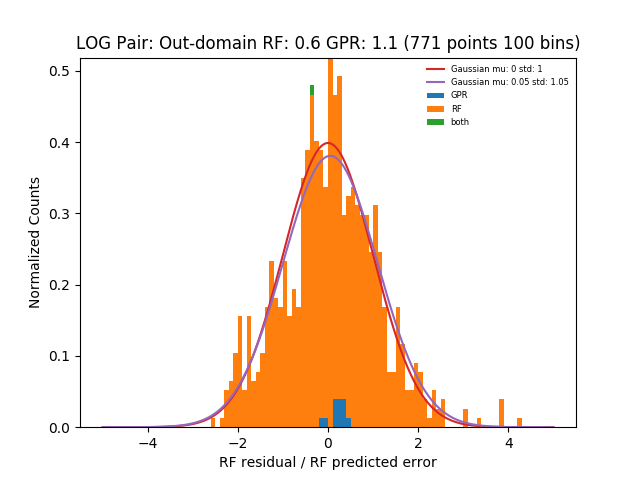 LOG Pair: Out-domain RF: 0.6 GPR: 1.1 (771 points 100 bins)
Gaussian mu: 0 std: 1
Gaussian mu: 0.05 std: 1.05
GPR
RF
both
Normalized Counts
0.5
0.4
0.3
0.2
0.1
0.0
−4
−2
0
2
4
RF residual / RF predicted error